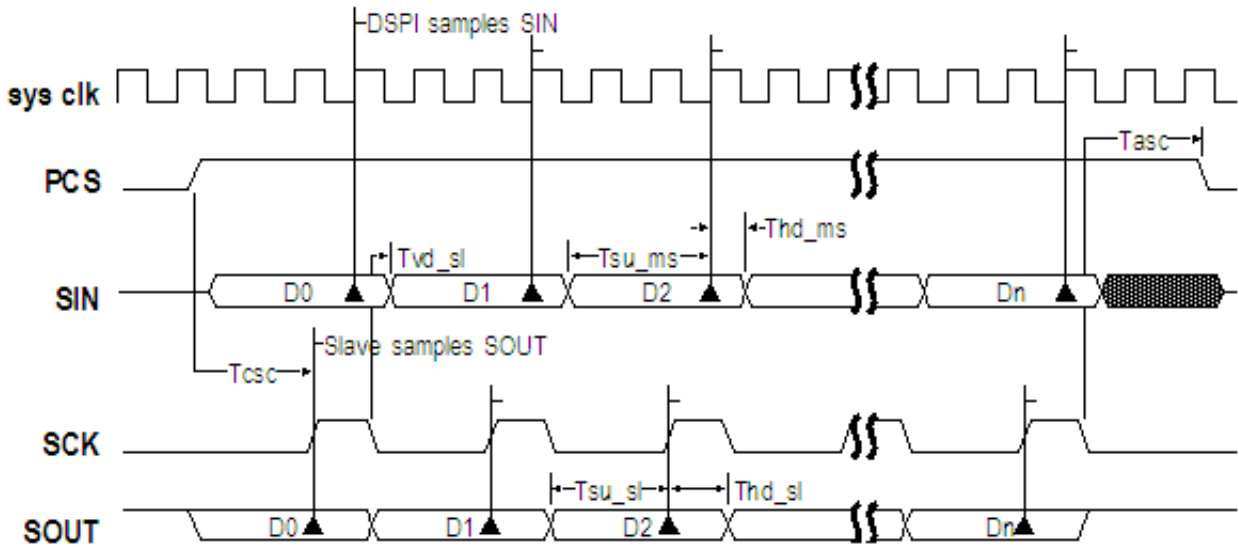 DSPI samples SIN
sys clk
Tasc
PCS
Thd_ms
Tvd_sl
Tsu_ms
SIN
D0
D1
D2
Dn
Slave samples SOUT
Tcsc
SCK
Tsu_sl
Thd_sl
SOUT
D0
D1
D2
Dn